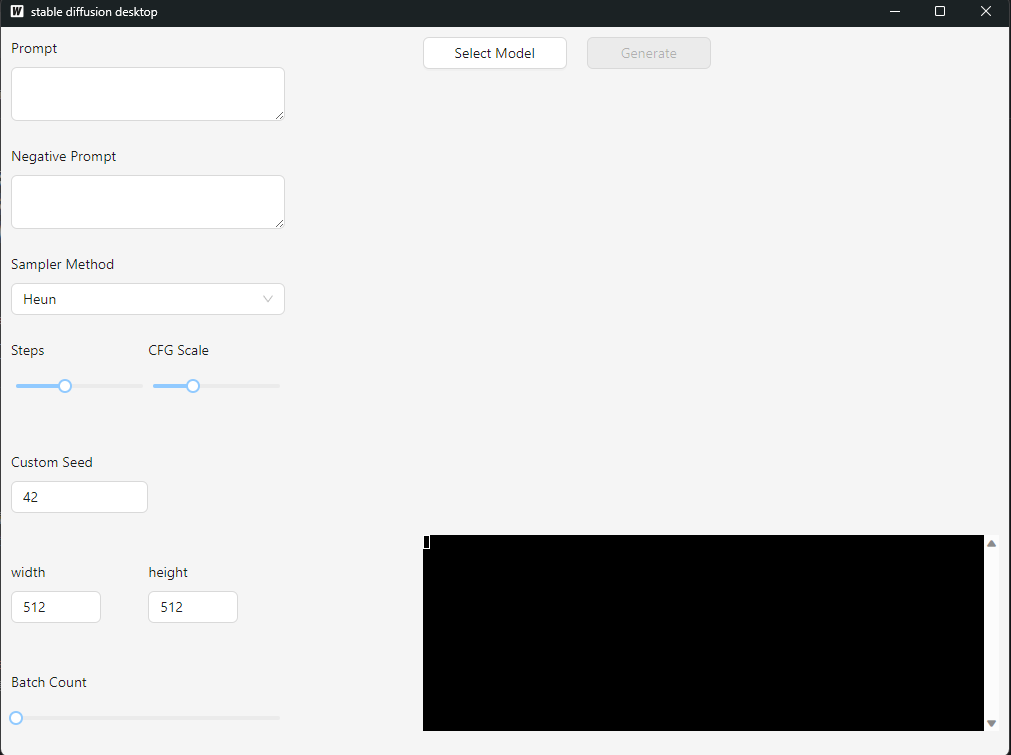 W stable diffusion desktop
Prompt
Select Model
Generate
Negative Prompt
Sampler Method
Heun
Steps
CFG Scale
Custom Seed
42
width
height
512
512
Batch Count